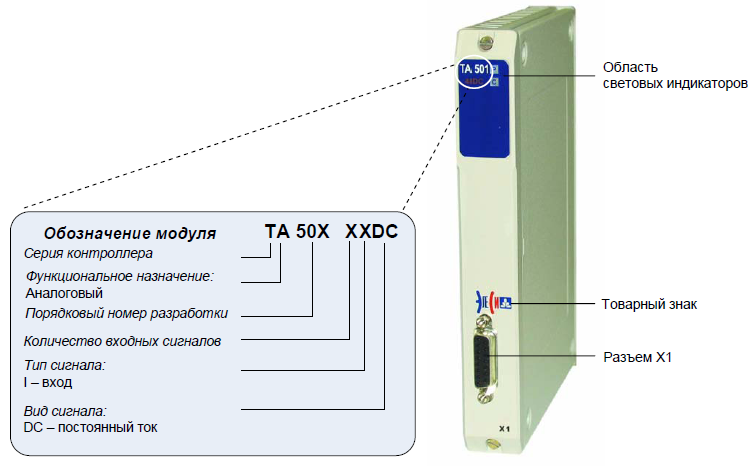 TA 501
Область
световых индикаторов
Обозначение модуля TA 50X XXDC
Серия контроллера
Функциональное назначение:
Аналоговый
Порядковый номер разработки
Количество входных сигналов
Тип сигнала:
I – вход
Вид сигнала:
DC – постоянный ток
Товарный знак
Разъем X1
X1